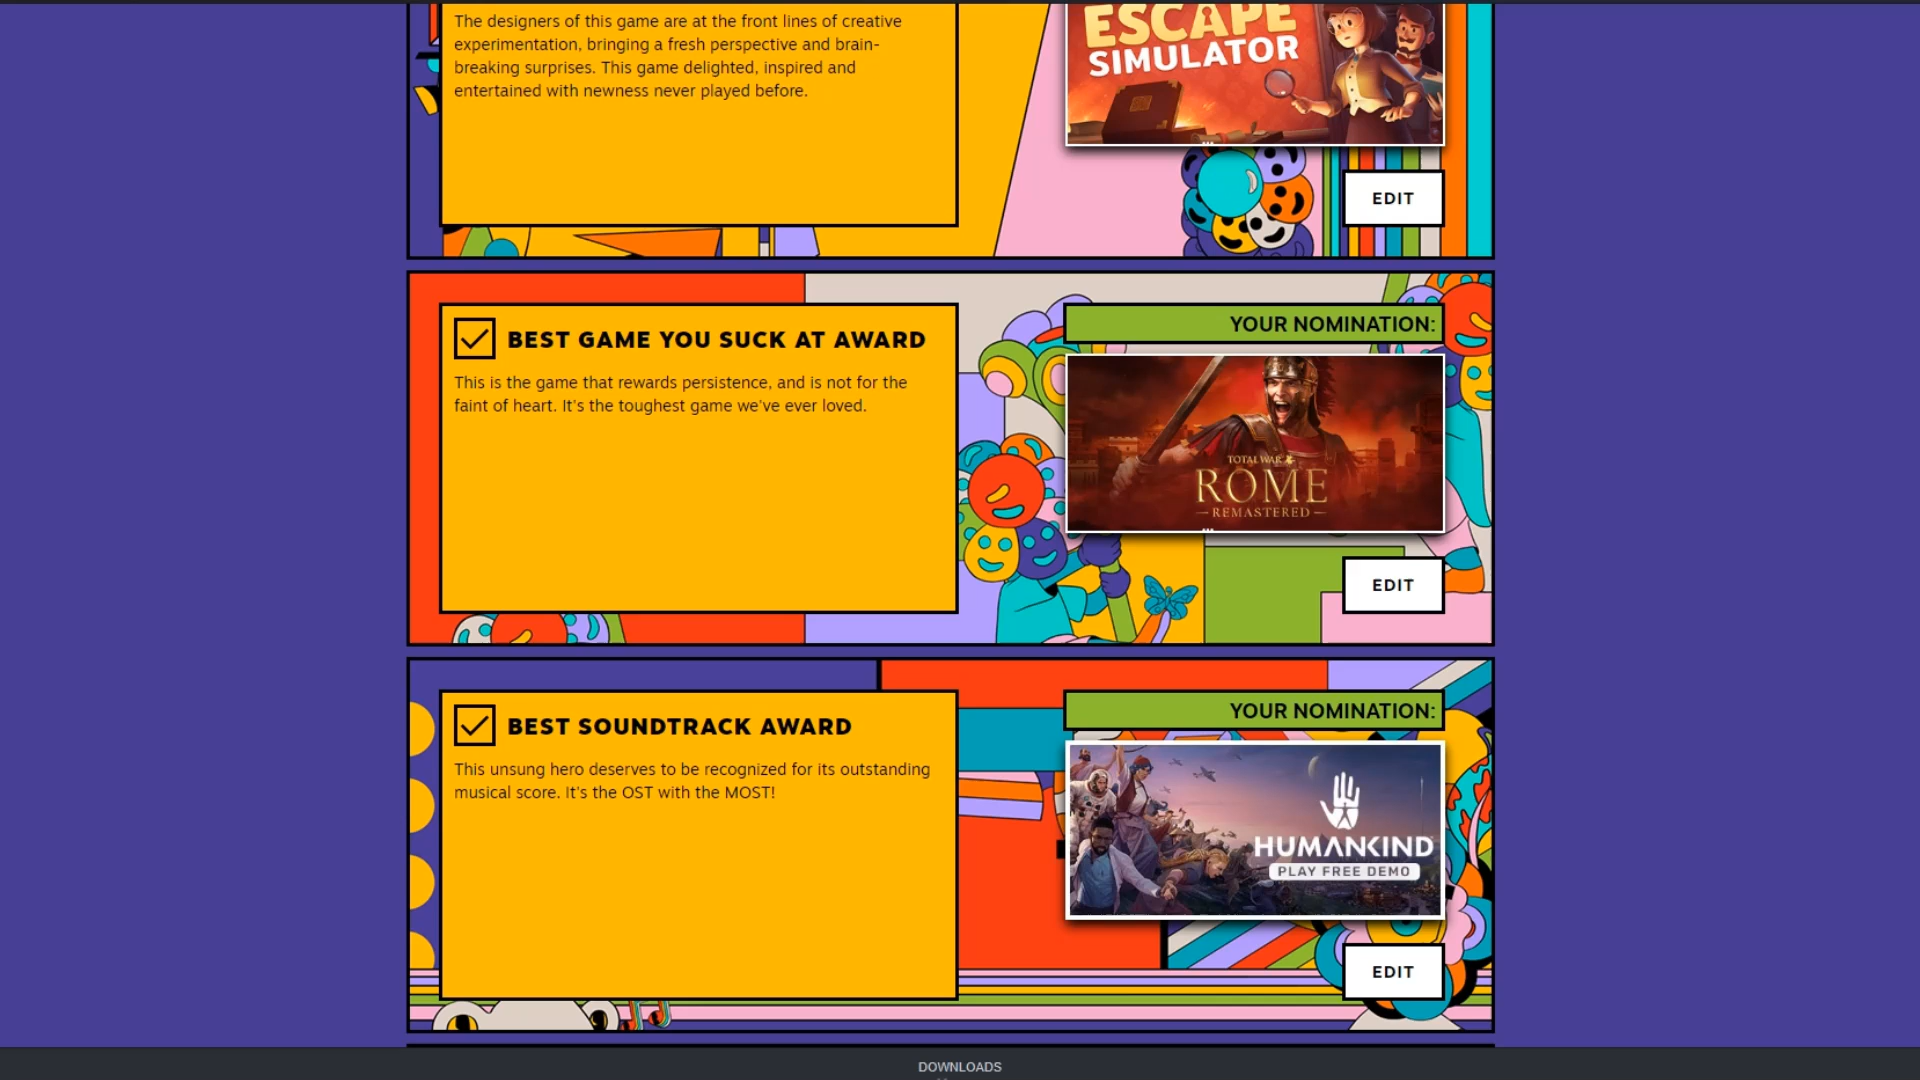 The designers of this game are at the front lines of creative
experimentation, bringing a fresh perspective and brain-
breaking surprises. This game delighted, inspired and
entertained with newness never played before.
ESCAPE
SIMULATOR
EDIT
BEST GAME YOU SUCK AT AWARD
This is the game that rewards persistence, and is not for the
faint of heart. It's the toughest game we've ever loved.
YOUR NOMINATION:
TOTAL WAR
ROME
REMASTERED
EDIT
BEST SOUNDTRACK AWARD
This unsung hero deserves to be recognized for its outstanding
musical score. It's the OST with the MOST!
YOUR NOMINATION:
HUMANKIND
PLAY FREE DEMO
EDIT
DOWNLOADS